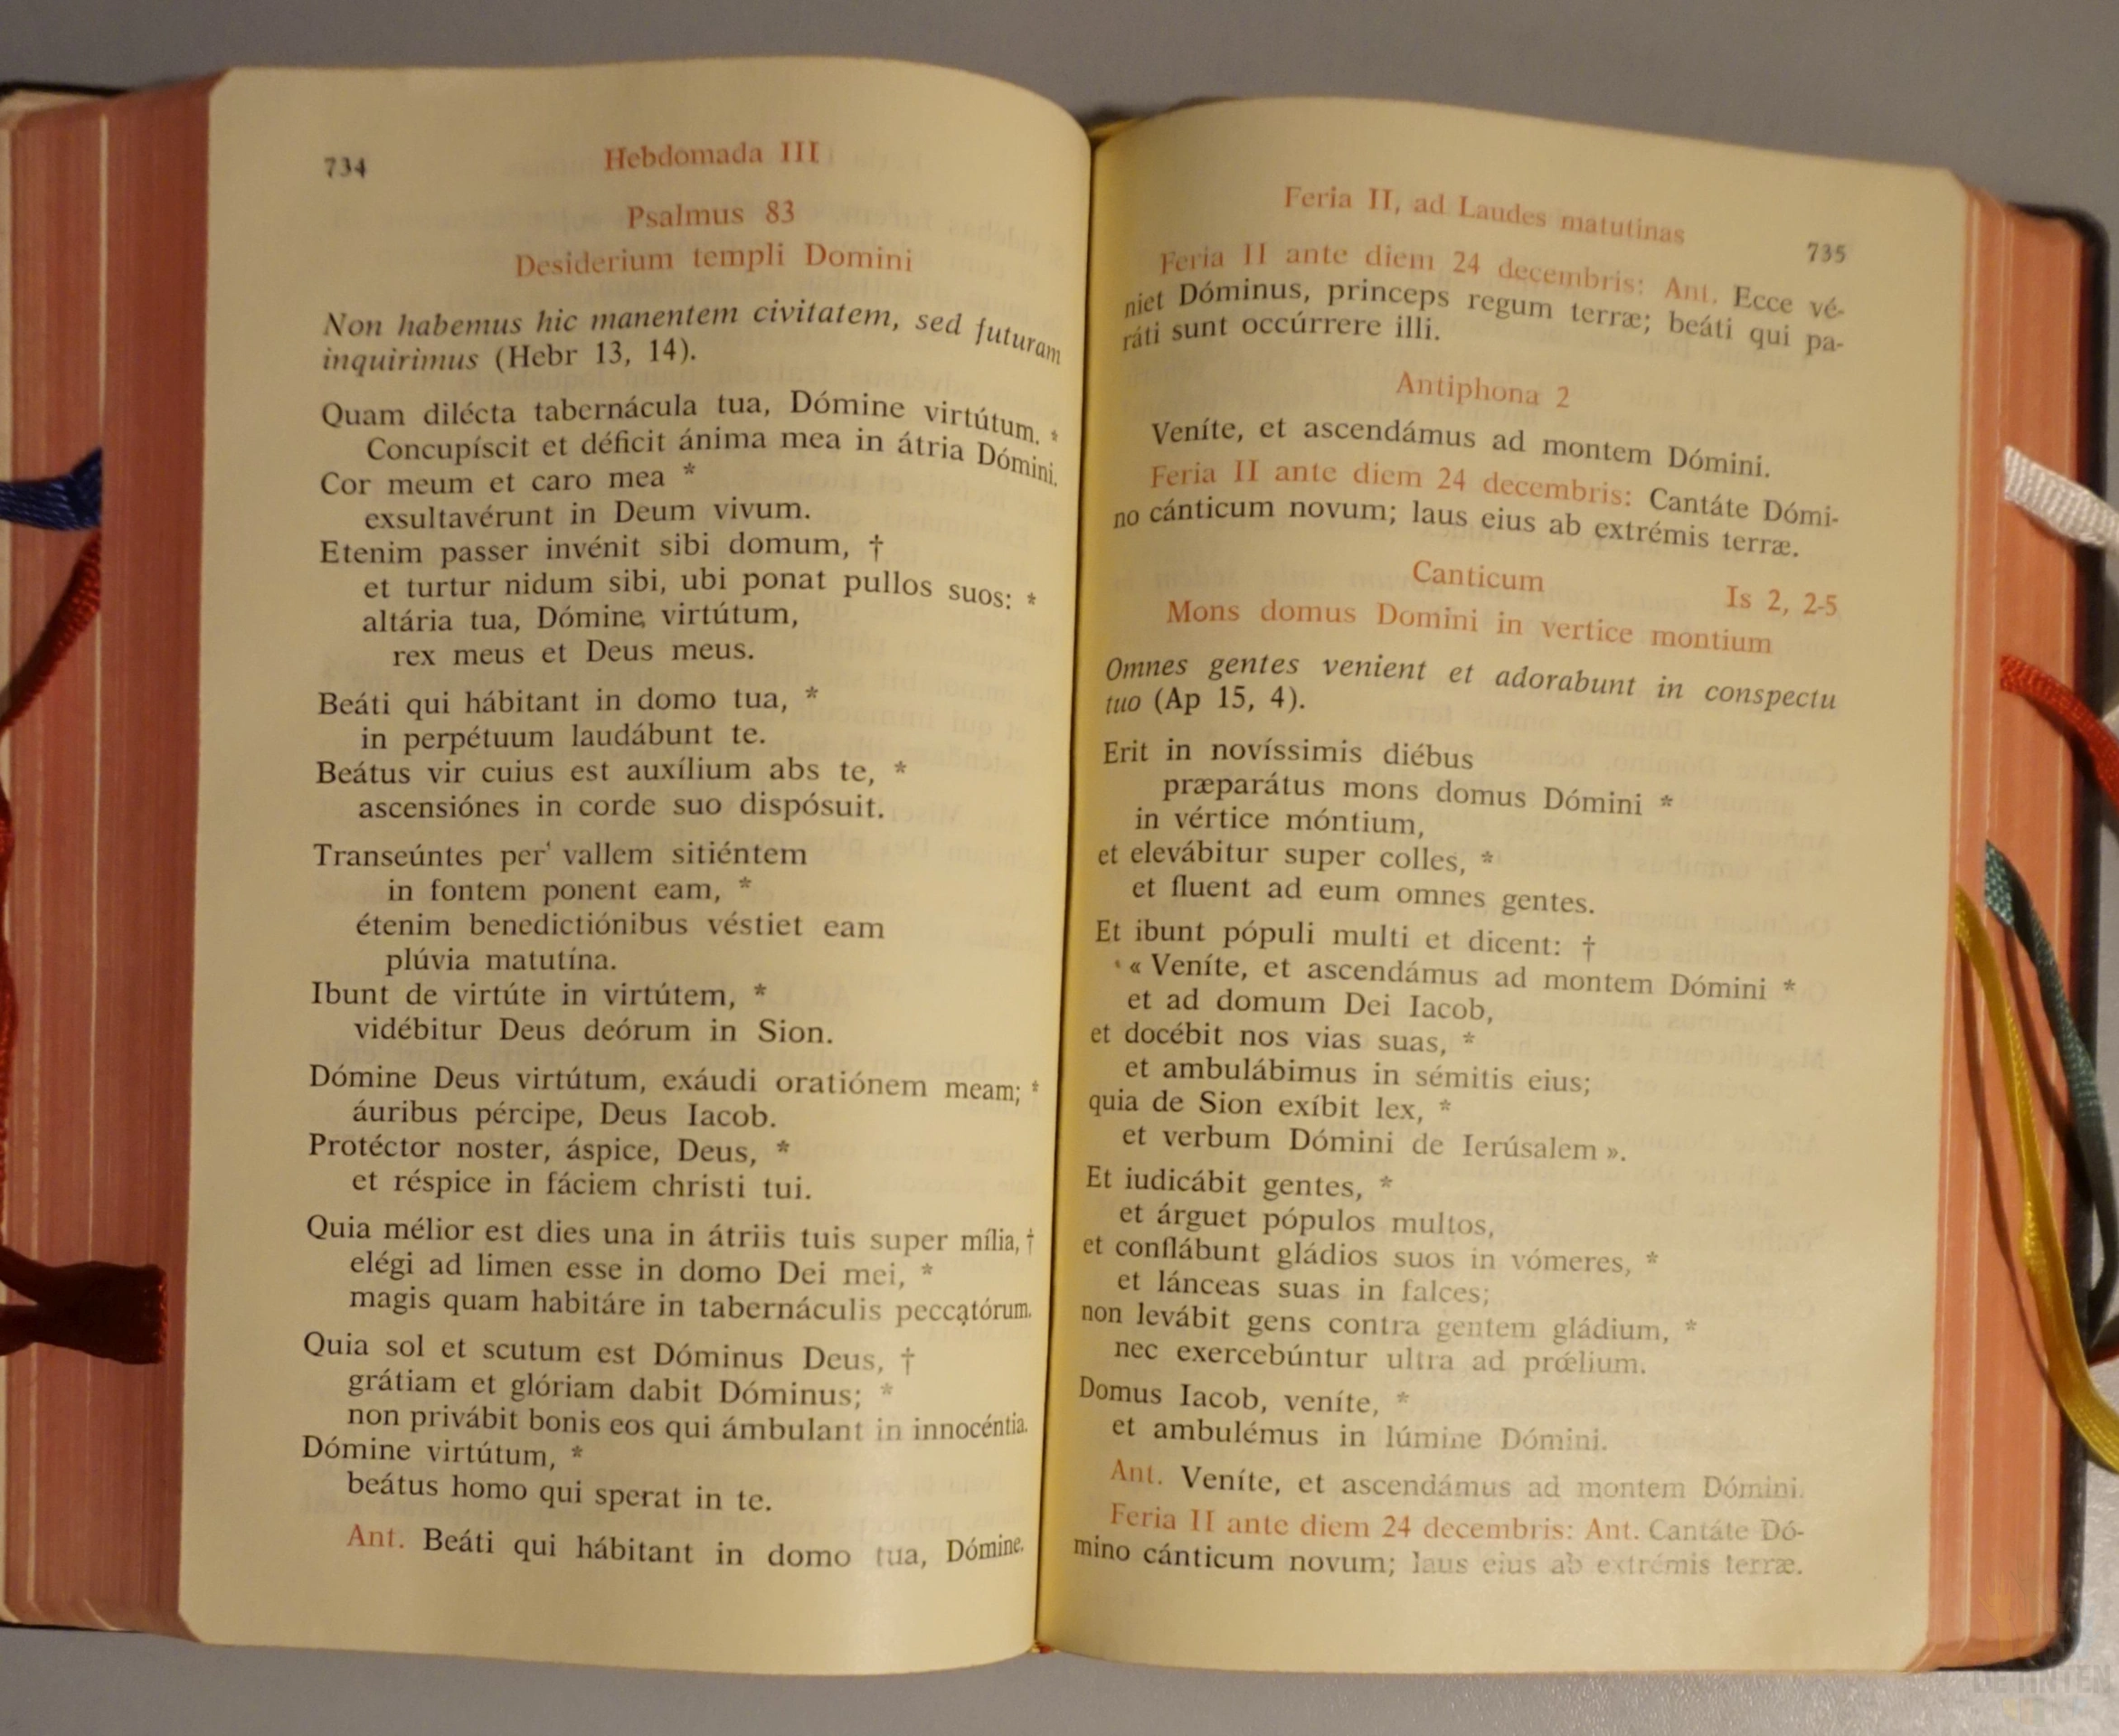 734
Hebdomada III
Psalmus 83
Desiderium templi Domini
Non habemus hic manentem civitatem, sed futuram
inquirimus (Hebr 13, 14).
Quam dilécta tabernácula tua, Dómine virtútum. *
Concupíscit et déficit ánima mea in átria Dómini.
Cor meum et caro mea *
exsultavérunt in Deum vivum.
Etenim passer invénit sibi domum, †
et turtur nidum sibi, ubi ponat pullos suos: *
altária tua, Dómine virtútum,
rex meus et Deus meus.
Beáti qui hábitant in domo tua, *
in perpétuum laudábunt te.
Beátus vir cuius est auxílium abs te, *
ascensiónes in corde suo dispósuit.
Transeúntes per vallem sitiéntem
in fontem ponent eam, *
étenim benedictiónibus véstiet eam
plúvia matutína.
Ibunt de virtúte in virtútem, *
vidébitur Deus deórum in Sion.
Dómine Deus virtútum, exáudi oratiónem meam; *
áuribus pércipe, Deus Iacob.
Protéctor noster, áspice, Deus, *
et réspice in fáciem christi tui.
Quia mélior est dies una in átriis tuis super mília, †
elégi ad limen esse in domo Dei mei, *
magis quam habitáre in tabernáculis peccatórum.
Quia sol et scutum est Dóminus Deus, †
grátiam et glóriam dabit Dóminus; *
non privábit bonis eos qui ámbulant in innocéntia.
Dómine virtútum, *
beátus homo qui sperat in te.
Ant. Beáti qui hábitant in domo tua, Dómine.
Feria II, ad Laudes matutinas
735
Feria II ante diem 24 decembris: Ant. Ecce vé-
niet Dóminus, princeps regum terræ; beáti qui pa-
ráti sunt occúrrere illi.
Antiphona 2
Veníte, et ascendámus ad montem Dómini.
Feria II ante diem 24 decembris: Cantáte Dómi-
no cánticum novum; laus eius ab extrémis terræ.
Canticum
Is 2, 2-5
Mons domus Domini in vertice montium
Omnes gentes venient et adorabunt in conspectu
tuo (Ap 15, 4).
Erit in novíssimis diébus
præparátus mons domus Dómini *
in vértice móntium,
et elevábitur super colles, *
et fluent ad eum omnes gentes.
Et ibunt pópuli multi et dicent: †
« Veníte, et ascendámus ad montem Dómini *
et ad domum Dei Iacob,
et docébit nos vias suas, *
et ambulábimus in sémitis eius;
quia de Sion exíbit lex, *
et verbum Dómini de Ierúsalem ».
Et iudicábit gentes, *
et árguet pópulos multos,
et conflábunt gládios suos in vómeres, *
et lánceas suas in falces;
non levábit gens contra gentem gládium, *
nec exercebúntur ultra ad prœ́lium.
Domus Iacob, veníte, *
et ambulémus in lúmine Dómini.
Ant. Veníte, et ascendámus ad montem Dómini.
Feria II ante diem 24 decembris: Ant. Cantáte Dó-
mino cánticum novum; laus eius ab extrémis terræ.